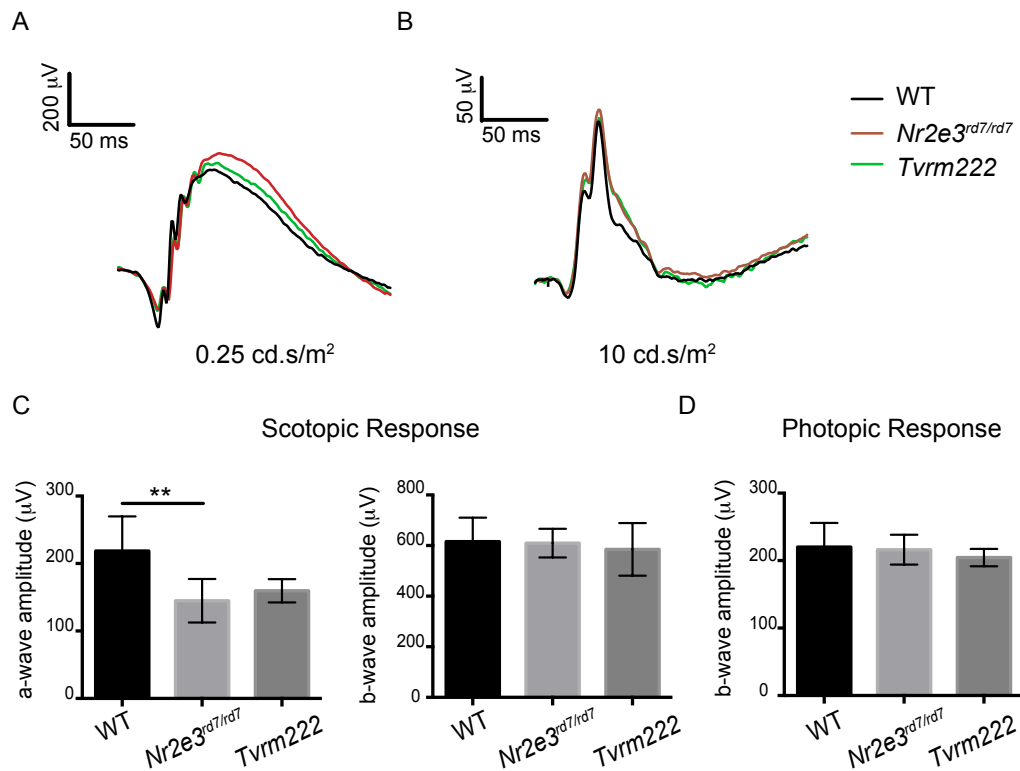 A
B
200 μV
50 ms
50 μV
50 ms
WT
Nr2e3rd7/rd7
Tvrm222
0.25 cd.s/m²
10 cd.s/m²
C
D
Scotopic Response
Photopic Response
a-wave amplitude (μV)
300
200
100
0
**
WT
Nr2e3rd7/rd7
Tvrm222
b-wave amplitude (μV)
800
600
400
200
0
WT
Nr2e3rd7/rd7
Tvrm222
b-wave amplitude (μV)
300
200
100
0
WT
Nr2e3rd7/rd7
Tvrm222